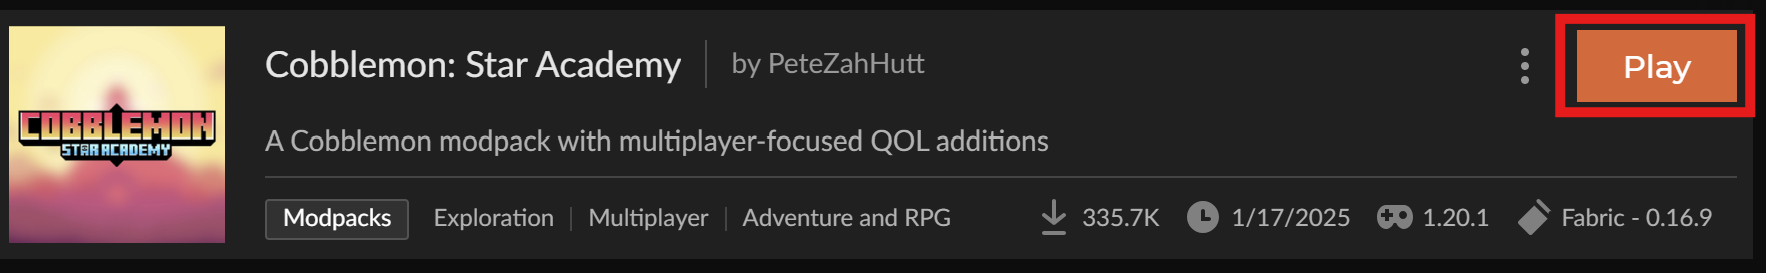 COBBLEMON
STAR ACADEMY
Cobblemon: Star Academy by PeteZahHutt
Play
A Cobblemon modpack with multiplayer-focused QOL additions
Modpacks Exploration Multiplayer Adventure and RPG 335.7K 1/17/2025 1.20.1 Fabric - 0.16.9